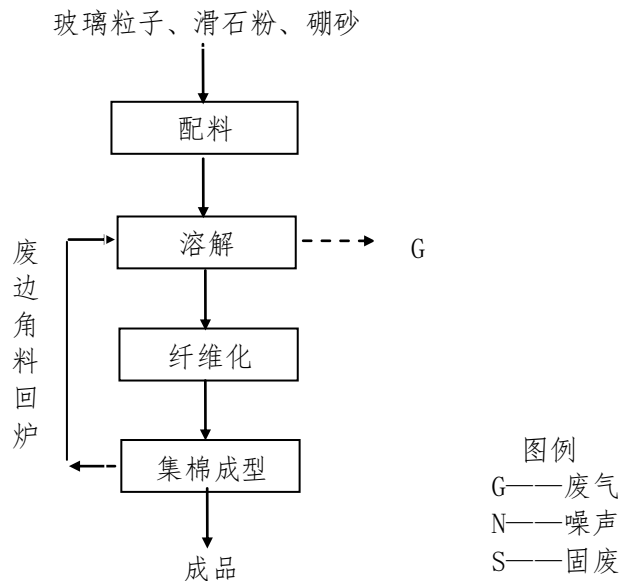 玻璃粒子、滑石粉、硼砂
配料
溶解
G
废边角料回炉
纤维化
集棉成型
成品
图例
G——废气
N——噪声
S——固废